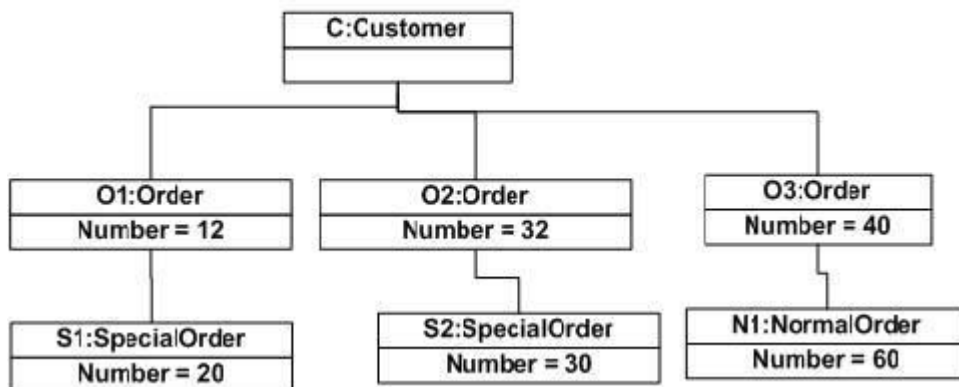 C:Customer
O1:Order
Number = 12
O2:Order
Number = 32
O3:Order
Number = 40
S1:SpecialOrder
Number = 20
S2:SpecialOrder
Number = 30
N1:NormalOrder
Number = 60